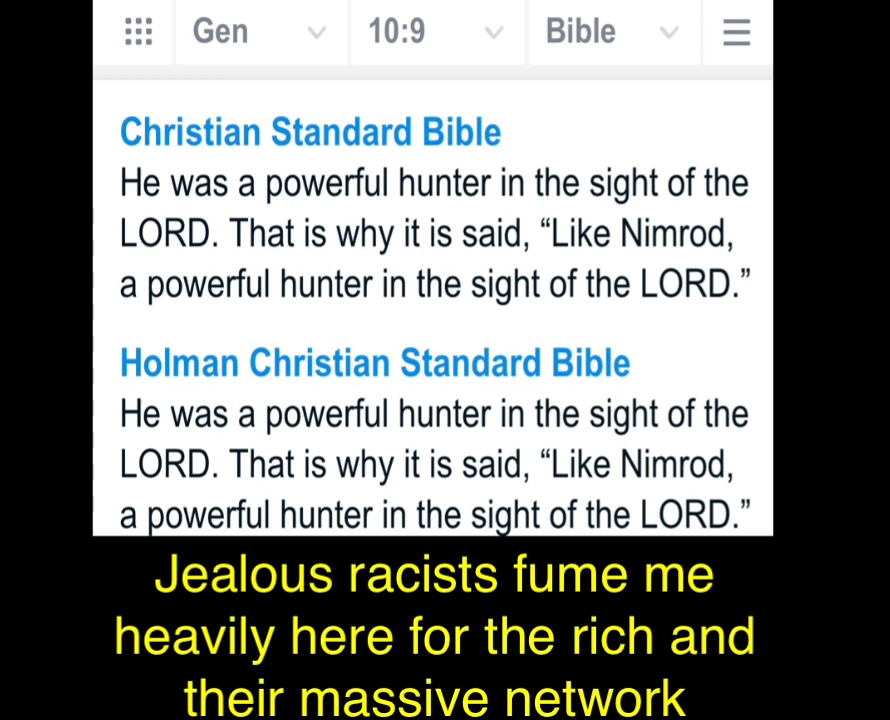 Gen 10:9 Bible
Christian Standard Bible
He was a powerful hunter in the sight of the
LORD. That is why it is said, “Like Nimrod,
a powerful hunter in the sight of the LORD.”
Holman Christian Standard Bible
He was a powerful hunter in the sight of the
LORD. That is why it is said, “Like Nimrod,
a powerful hunter in the sight of the LORD.”
Jealous racists fume me
heavily here for the rich and
their massive network